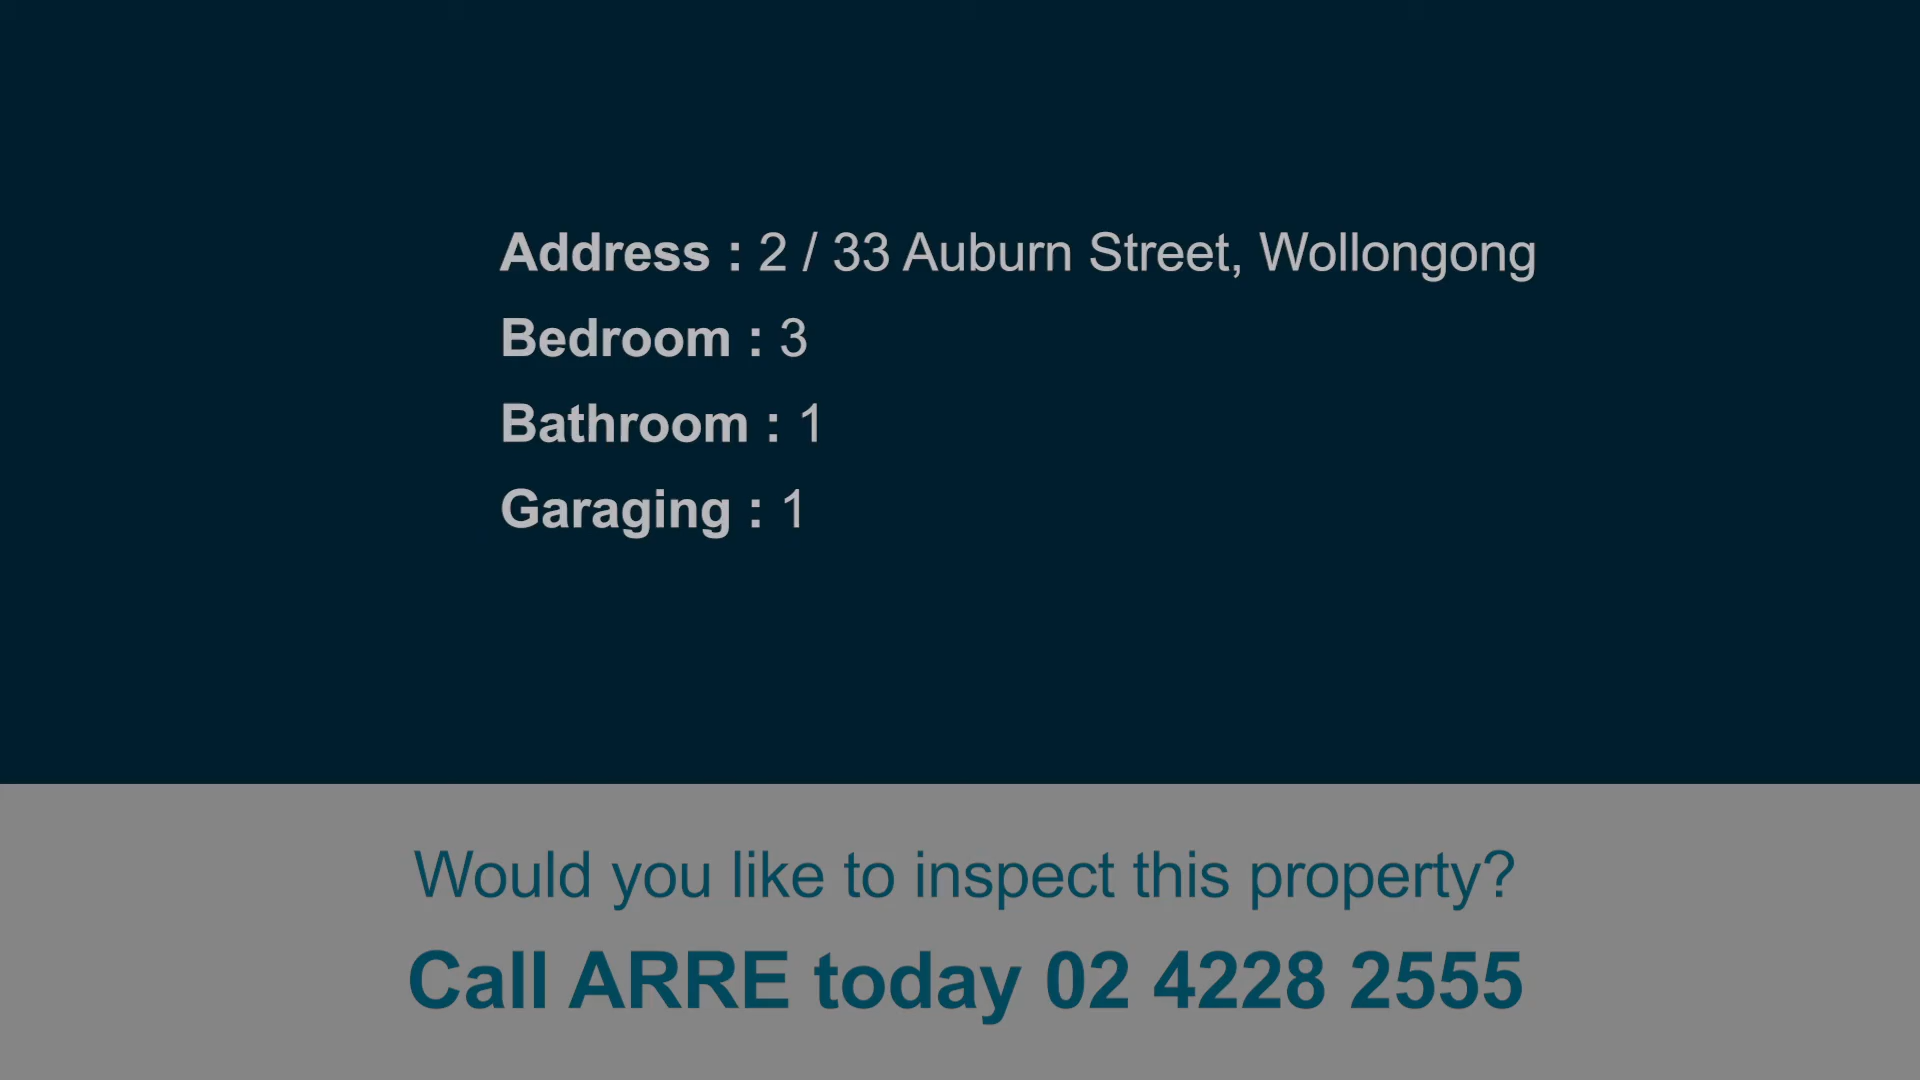 Address : 2 / 33 Auburn Street, Wollongong
Bedroom : 3
Bathroom : 1
Garaging : 1
Would you like to inspect this property?
Call ARRE today 02 4228 2555